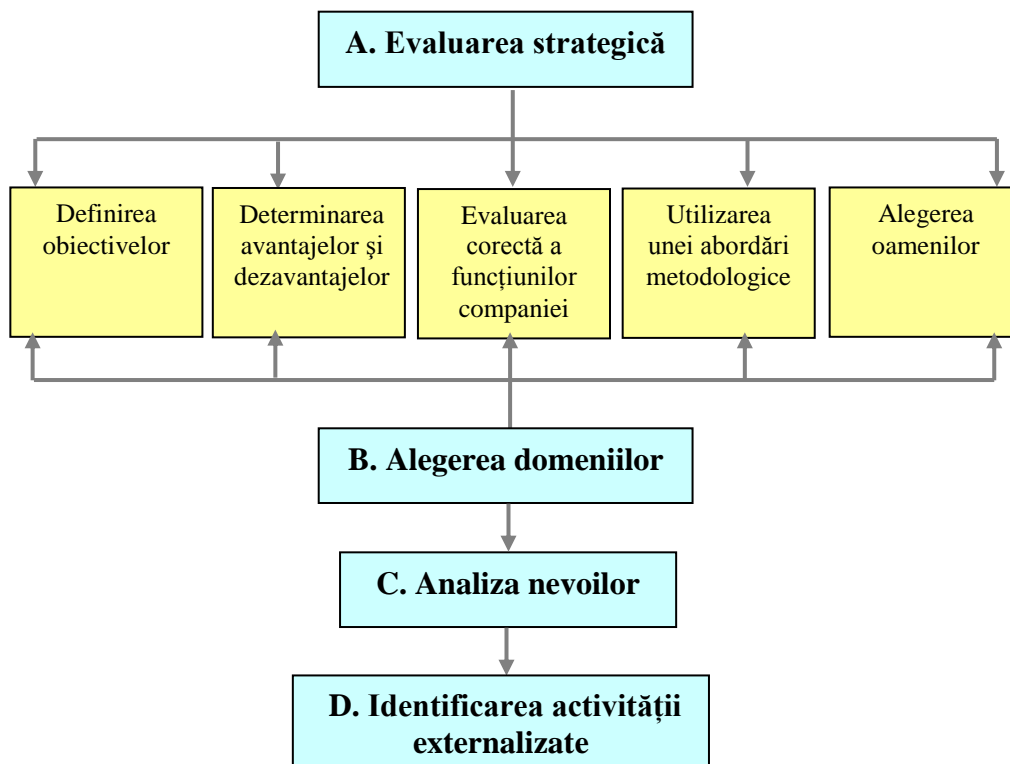 A. Evaluarea strategică
Definirea
obiectivelor
Determinarea
avantajelor şi
dezavantajelor
Evaluarea
corectă a
funcțiunilor
companiei
Utilizarea
unei abordări
metodologice
Alegerea
oamenilor
B. Alegerea domeniilor
C. Analiza nevoilor
D. Identificarea activității
externalizate